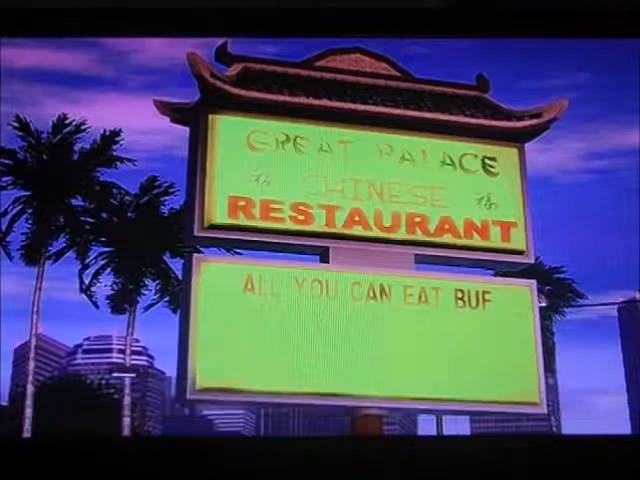 GREAT PALACE
CHINESE
RESTAURANT
ALL YOU CAN EAT BUF